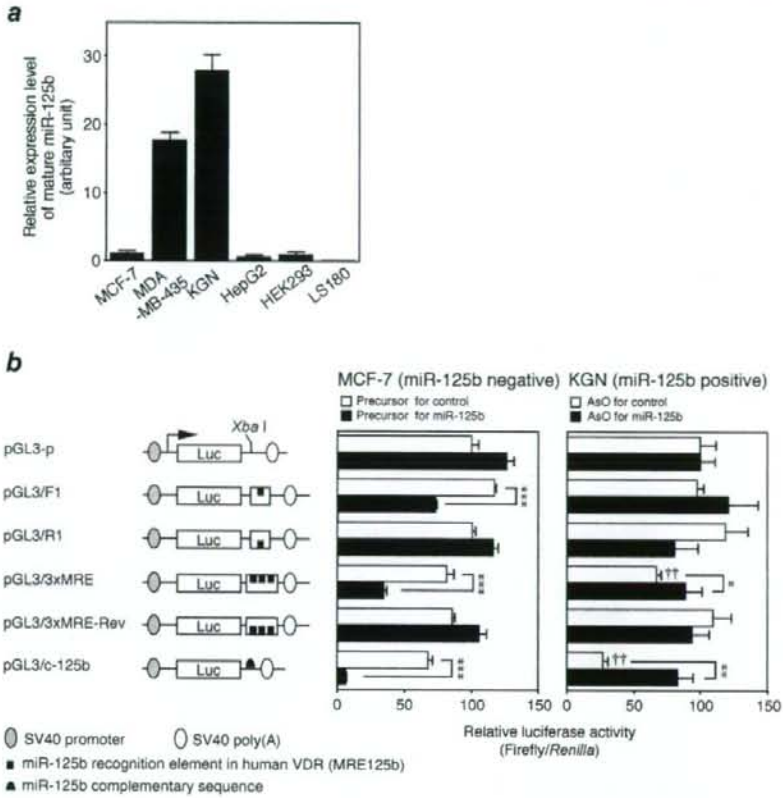 a
Relative expression level
of mature miR-125b
(arbitary unit)
30
20
10
0
MCF-7
MDA
-MB-435
KGN
HepG2
HEK293
LS180
b
MCF-7 (miR-125b negative)
KGN (miR-125b positive)
Precursor for control
Precursor for miR-125b
AsO for control
AsO for miR-125b
Xba I
pGL3-p
Luc
pGL3/F1
Luc
***
pGL3/R1
Luc
pGL3/3xMRE
Luc
***
††
*
pGL3/3xMRE-Rev
Luc
pGL3/c-125b
Luc
***
††
**
0 50 100 150
0 50 100 150
Relative luciferase activity
(Firefly/Renilla)
SV40 promoter
SV40 poly(A)
miR-125b recognition element in human VDR (MRE125b)
miR-125b complementary sequence